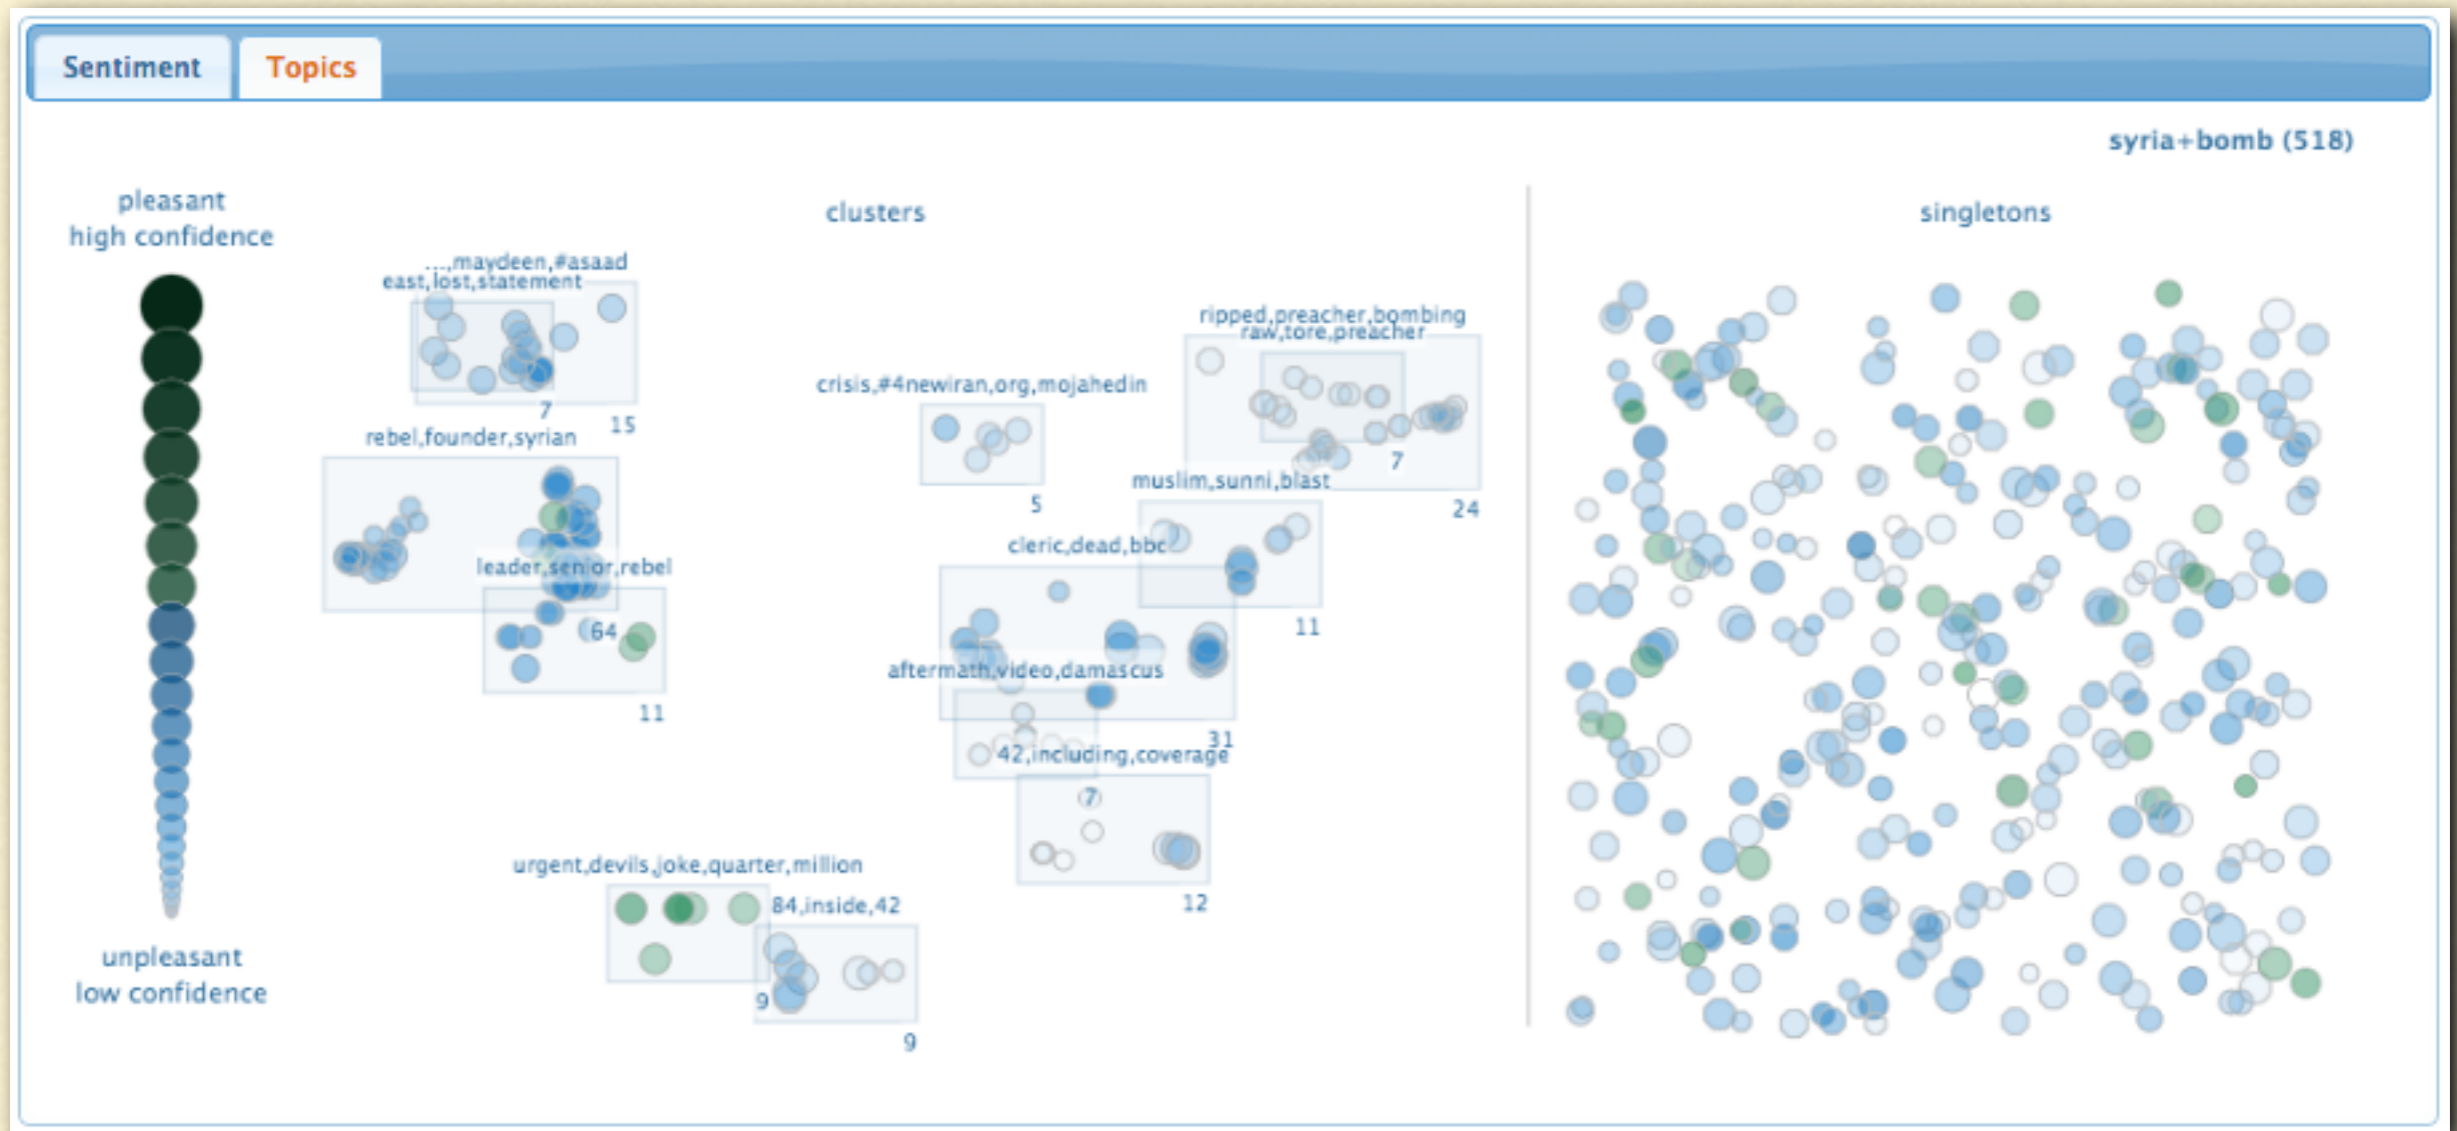 Sentiment
Topics
syria+bomb (518)
pleasant
high confidence
unpleasant
low confidence
clusters
...,maydeen,#asaad
east,lost,statement
7
15
rebel,founder,syrian
64
leader,senior,rebel
11
crisis,#4newiran,org,mojahedin
5
ripped,preacher,bombing
raw,tore,preacher
7
24
muslim,sunni,blast
11
cleric,dead,bbc
31
aftermath,video,damascus
7
42,including,coverage
12
urgent,devils,joke,quarter,million
9
84,inside,42
9
singletons